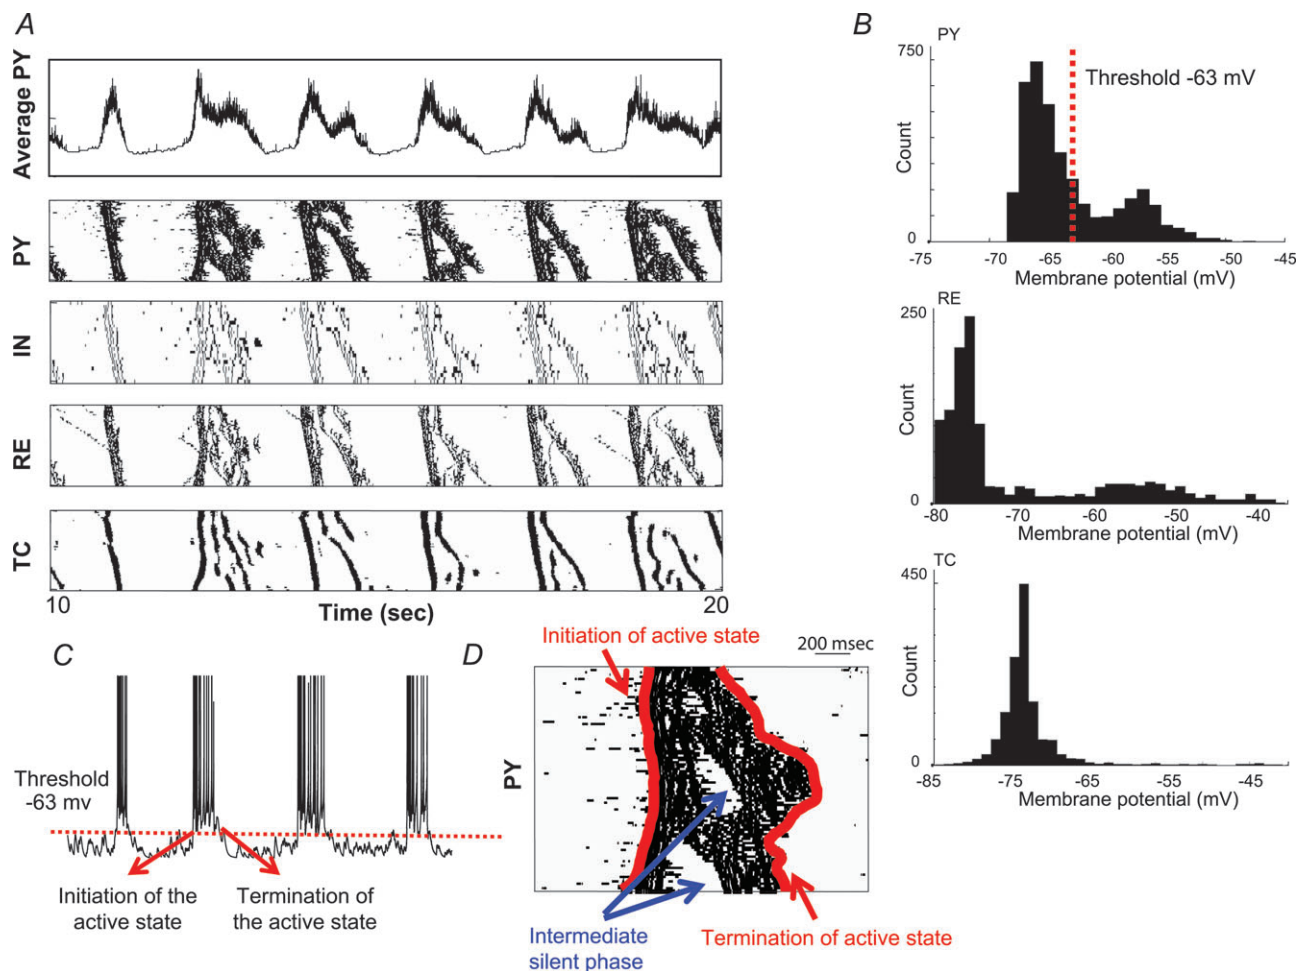 A
Average PY
PY
IN
RE
TC
10
Time (sec)
20
B
PY
750
Threshold -63 mV
Count
0
-75
-70
-65
-60
-55
-50
-45
Membrane potential (mV)
RE
250
Count
0
-80
-70
-60
-50
-40
Membrane potential (mV)
TC
450
Count
0
-85
-75
-65
-55
-45
Membrane potential (mV)
C
Threshold
-63 mv
Initiation of the
active state
Termination of
the active state
D
Initiation of active state
200 msec
PY
Intermediate
silent phase
Termination of active state